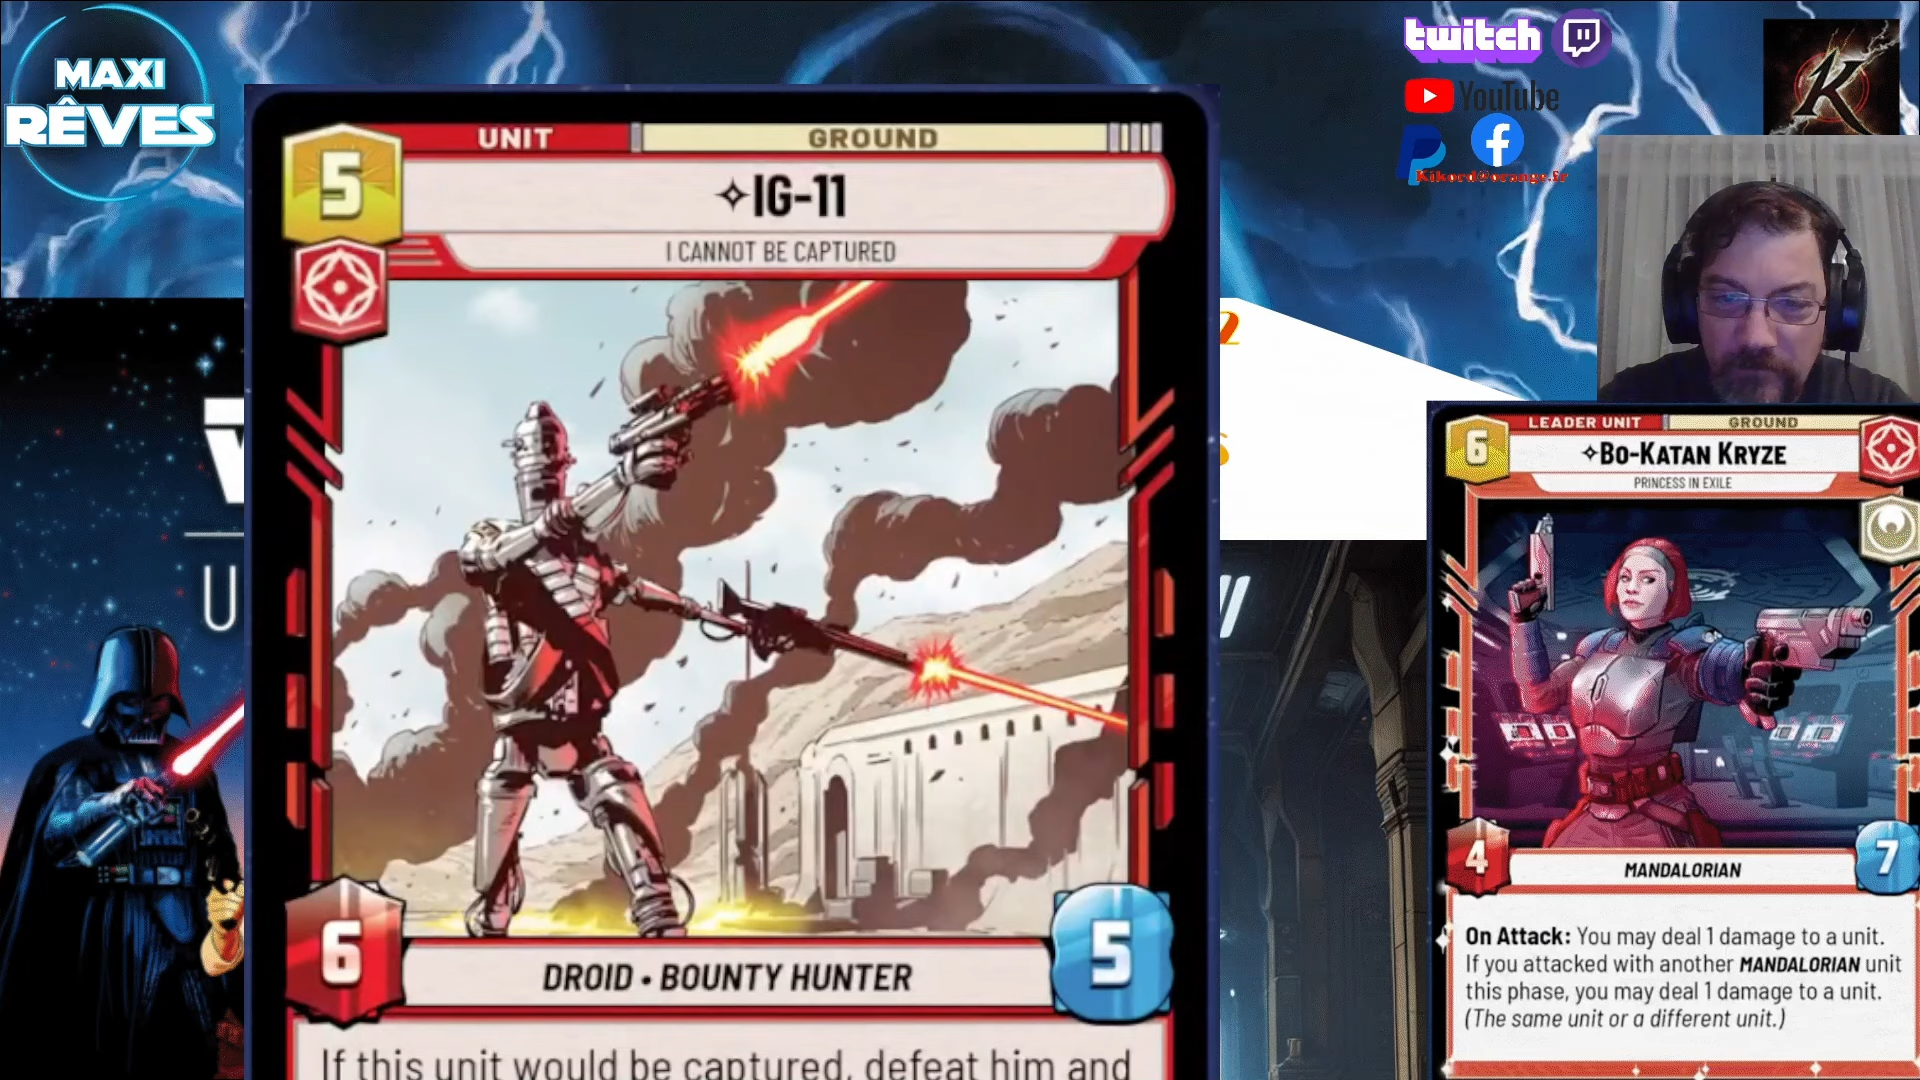 MAXI
RÊVES
UNIT
GROUND
5
✧IG-11
I CANNOT BE CAPTURED
6
DROID • BOUNTY HUNTER
5
If this unit would be captured, defeat him and
twitch
YouTube
Kikord@orange.fr
K
LEADER UNIT
GROUND
6
✧BO-KATAN KRYZE
PRINCESS IN EXILE
4
MANDALORIAN
7
On Attack: You may deal 1 damage to a unit.
If you attacked with another MANDALORIAN unit
this phase, you may deal 1 damage to a unit.
(The same unit or a different unit.)